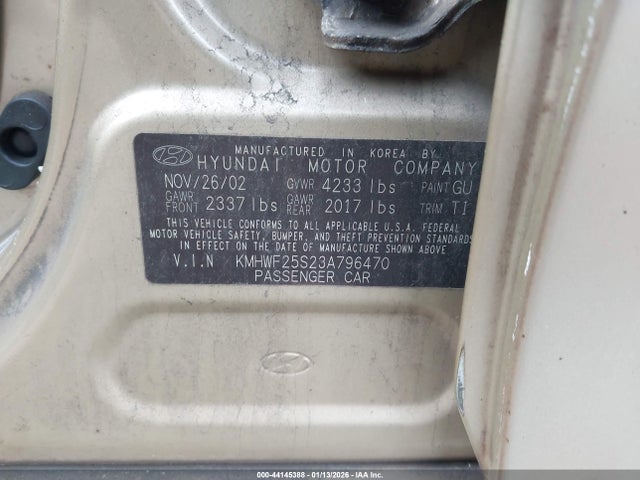 MANUFACTURED IN KOREA BY
HYUNDAI MOTOR COMPANY
NOV/26/02 GVWR 4233 lbs PAINT GU
GAWR FRONT 2337 lbs GAWR REAR 2017 lbs TRIM TI
THIS VEHICLE CONFORMS TO ALL APPLICABLE U.S.A. FEDERAL
MOTOR VEHICLE SAFETY, BUMPER, AND THEFT PREVENTION STANDARDS
IN EFFECT ON THE DATE OF MANUFACTURE SHOWN ABOVE.
V.I.N KMHWF25S23A796470
PASSENGER CAR
000-44145388 | 01/13/2026 | © IAA Holdings, LLC